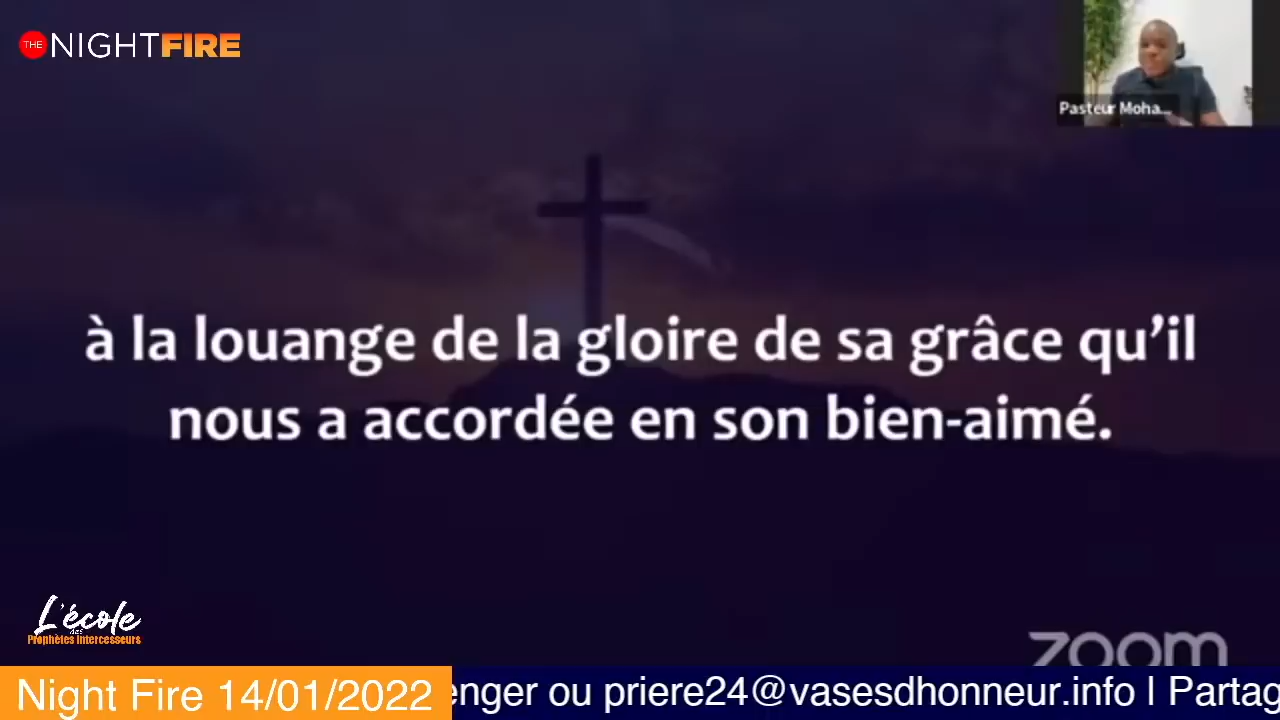 THE NIGHTFIRE
Pasteur Moha...
à la louange de la gloire de sa grâce qu’il
nous a accordée en son bien-aimé.
L'école
des
Prophètes Intercesseurs
zoom
Night Fire 14/01/2022
enger ou priere24@vasesdhonneur.info | Partag